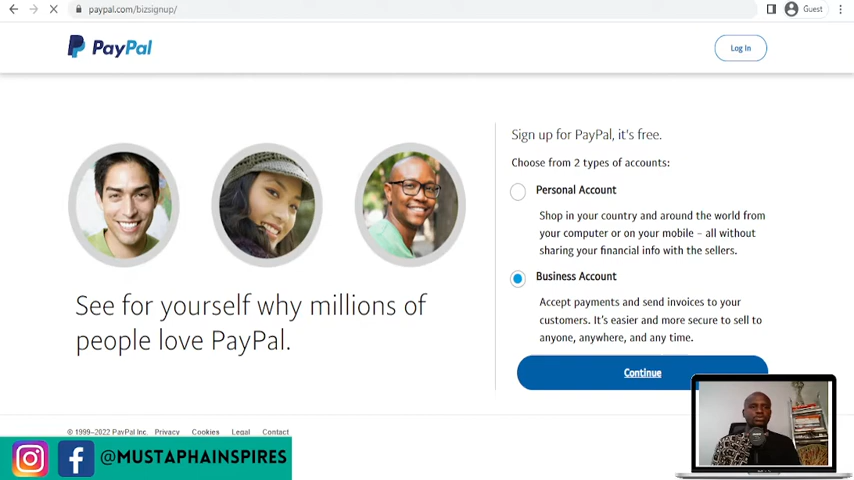 paypal.com/bizsignup/
Guest
PayPal
Log In
Sign up for PayPal, it's free.
Choose from 2 types of accounts:
Personal Account
Shop in your country and around the world from
your computer or on your mobile – all without
sharing your financial info with the sellers.
Business Account
Accept payments and send invoices to your
customers. It's easier and more secure to sell to
anyone, anywhere, and any time.
Continue
See for yourself why millions of
people love PayPal.
© 1999–2022 PayPal Inc. Privacy Cookies Legal Contact
@MUSTAPHAINSPIRES